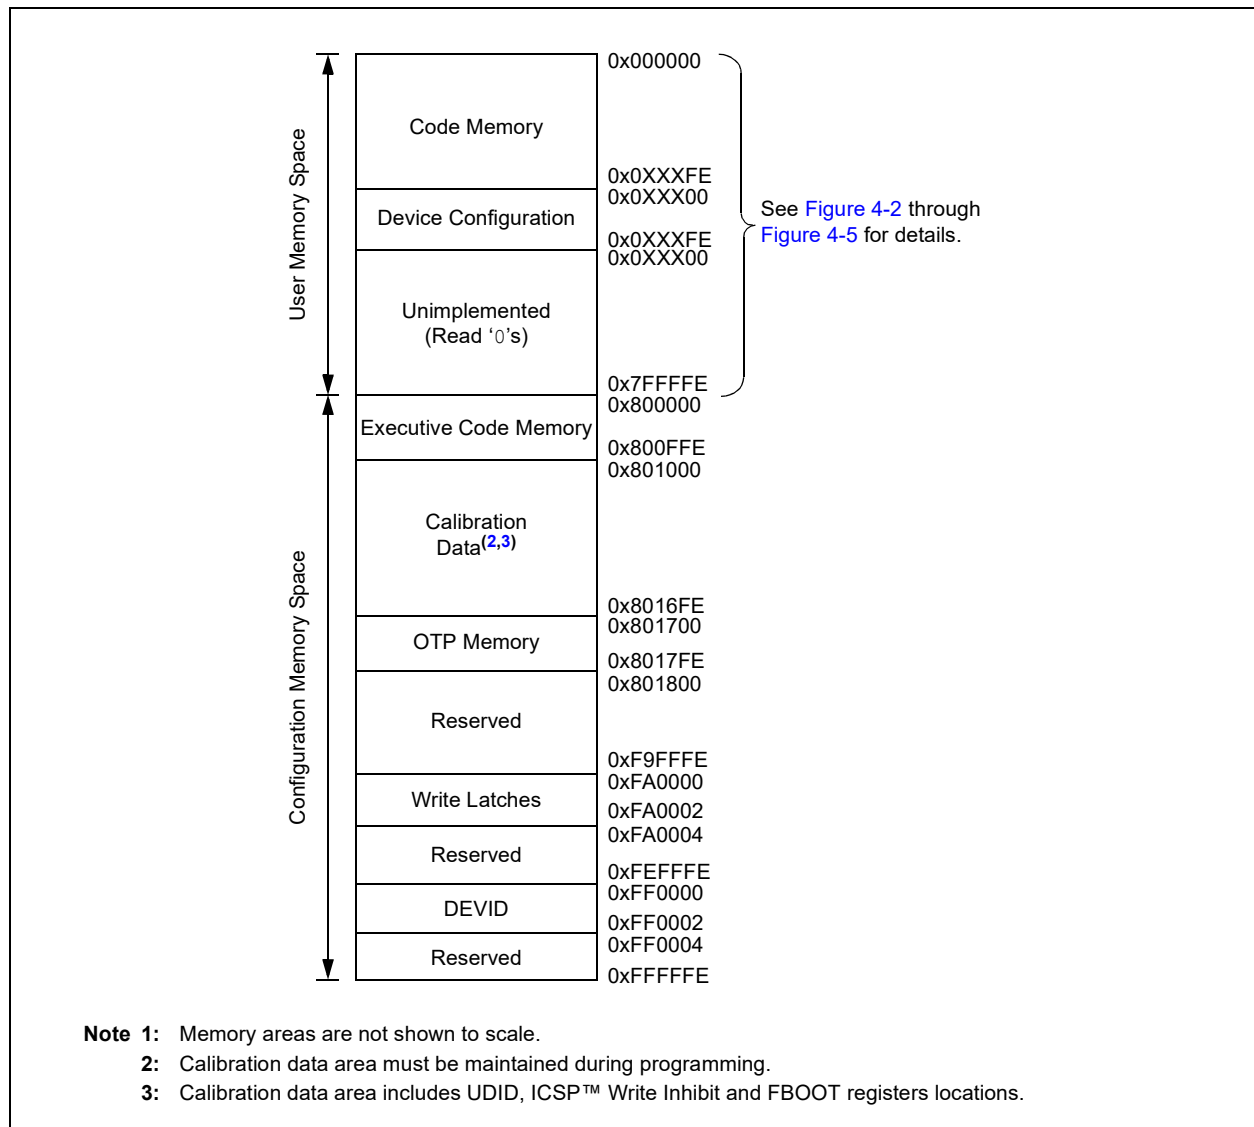 User Memory Space
Configuration Memory Space
Code Memory
Device Configuration
Unimplemented
(Read ‘0’s)
Executive Code Memory
Calibration
Data(2,3)
OTP Memory
Reserved
Write Latches
Reserved
DEVID
Reserved
0x000000
0x0XXXFE
0x0XXX00
0x0XXXFE
0x0XXX00
0x7FFFFE
0x800000
0x800FFE
0x801000
0x8016FE
0x801700
0x8017FE
0x801800
0xF9FFFE
0xFA0000
0xFA0002
0xFA0004
0xFEFFFE
0xFF0000
0xFF0002
0xFF0004
0xFFFFFE
See Figure 4-2 through
Figure 4-5 for details.
Note 1: Memory areas are not shown to scale.
2: Calibration data area must be maintained during programming.
3: Calibration data area includes UDID, ICSP™ Write Inhibit and FBOOT registers locations.